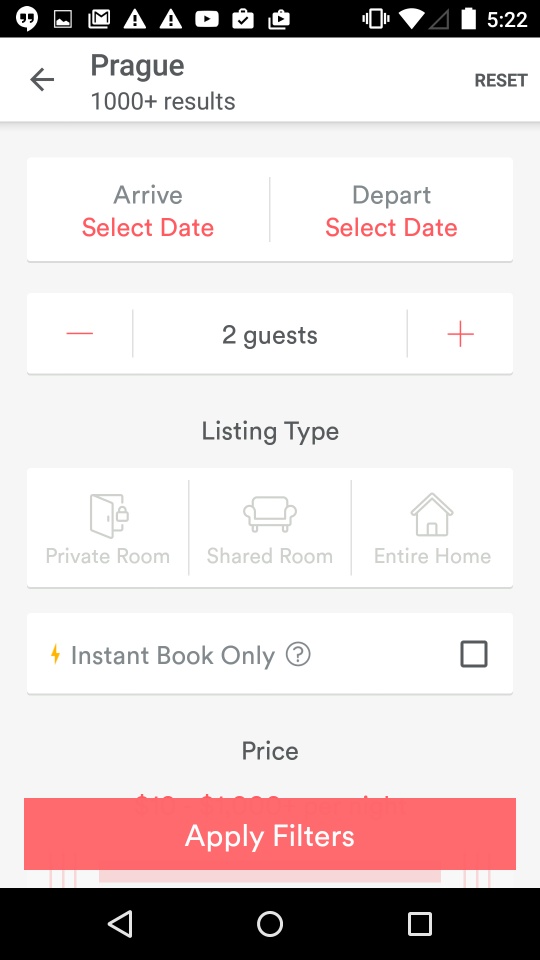 5:22
Prague
1000+ results
RESET
Arrive
Depart
Select Date
Select Date
2 guests
Listing Type
Private Room
Shared Room
Entire Home
Instant Book Only ?
Price
Apply Filters